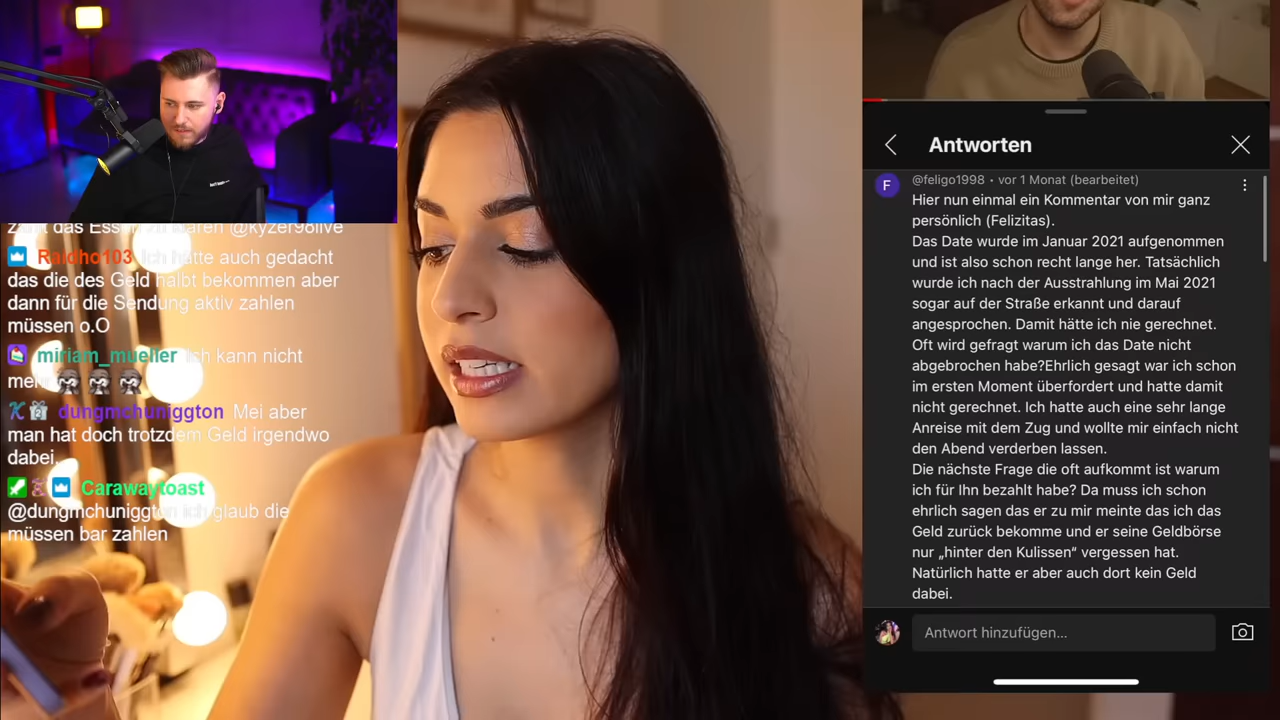 zahlt das Essen zu klären @kyzer98live
Raidho103 Ich hätte auch gedacht
das die des Geld haibt bekommen aber
dann für die Sendung aktiv zahlen
müssen o.O
miriam_mueller Ich kann nicht
mehr
dungmchuniggton Mei aber
man hat doch trotzdem Geld irgendwo
dabei.
Carawaytoast
@dungmchuniggton ich glaub die
müssen bar zahlen
Antworten
F
@feligo1998 • vor 1 Monat (bearbeitet)
Hier nun einmal ein Kommentar von mir ganz
persönlich (Felizitas).
Das Date wurde im Januar 2021 aufgenommen
und ist also schon recht lange her. Tatsächlich
wurde ich nach der Ausstrahlung im Mai 2021
sogar auf der Straße erkannt und darauf
angesprochen. Damit hätte ich nie gerechnet.
Oft wird gefragt warum ich das Date nicht
abgebrochen habe?Ehrlich gesagt war ich schon
im ersten Moment überfordert und hatte damit
nicht gerechnet. Ich hatte auch eine sehr lange
Anreise mit dem Zug und wollte mir einfach nicht
den Abend verderben lassen.
Die nächste Frage die oft aufkommt ist warum
ich für Ihn bezahlt habe? Da muss ich schon
ehrlich sagen das er zu mir meinte das ich das
Geld zurück bekomme und er seine Geldbörse
nur „hinter den Kulissen“ vergessen hat.
Natürlich hatte er aber auch dort kein Geld
dabei.
Antwort hinzufügen...